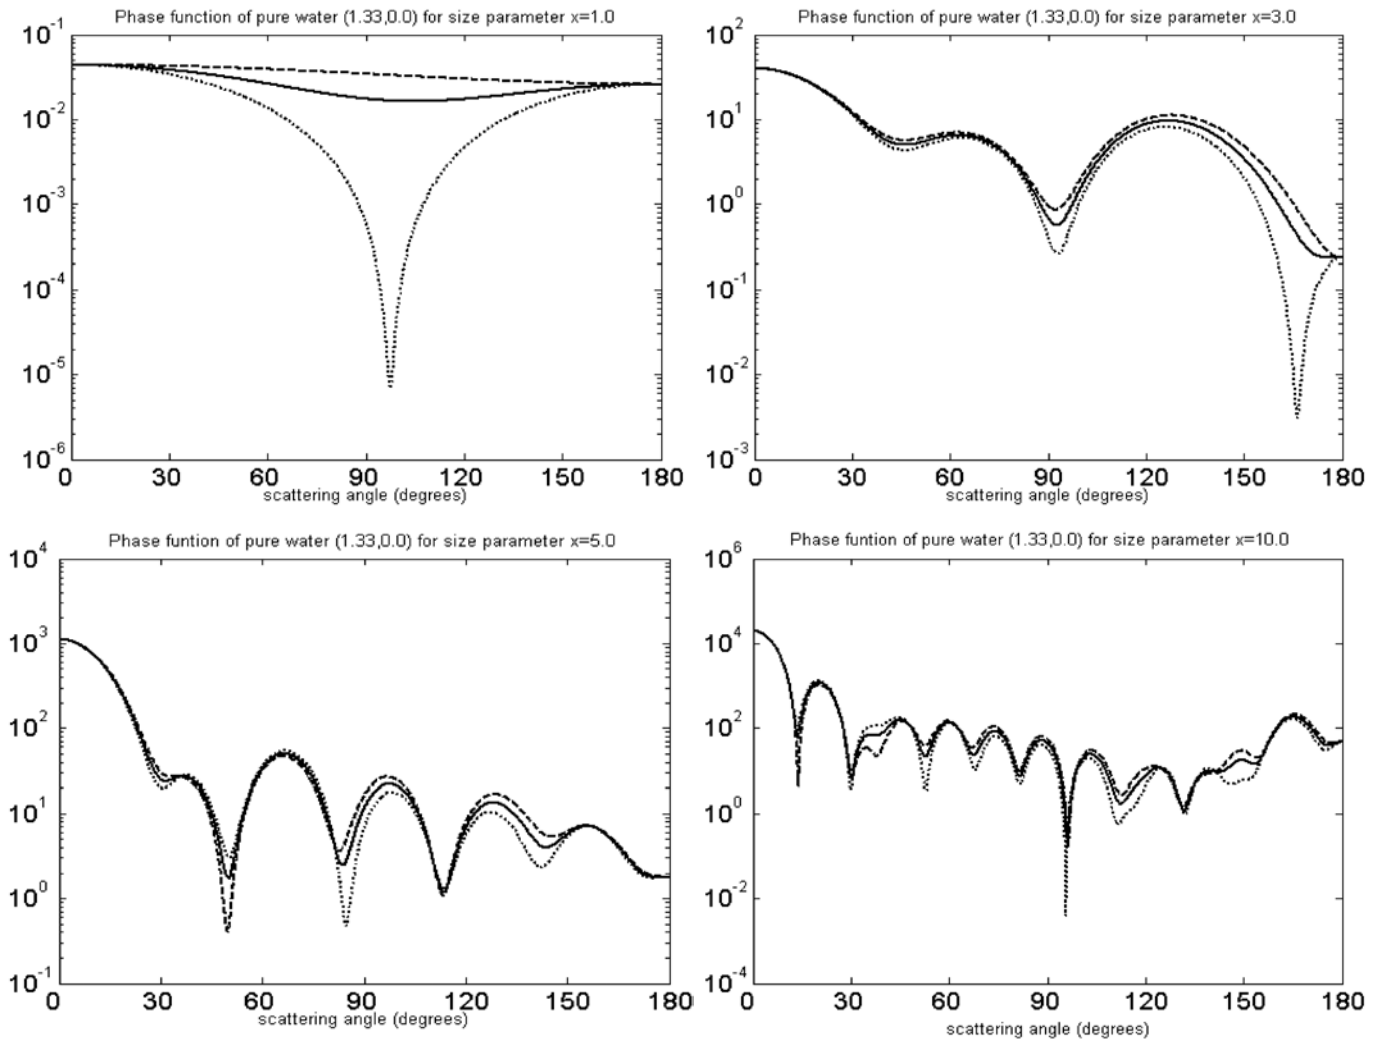 Phase function of pure water (1.33,0.0) for size parameter x=1.0
10^-1
10^-2
10^-3
10^-4
10^-5
10^-6
0 30 60 90 120 150 180
scattering angle (degrees)
Phase function of pure water (1.33,0.0) for size parameter x=3.0
10^2
10^1
10^0
10^-1
10^-2
10^-3
0 30 60 90 120 150 180
scattering angle (degrees)
Phase funtion of pure water (1.33,0.0) for size parameter x=5.0
10^4
10^3
10^2
10^1
10^0
10^-1
0 30 60 90 120 150 180
scattering angle (degrees)
Phase funtion of pure water (1.33,0.0) for size parameter x=10.0
10^6
10^4
10^2
10^0
10^-2
10^-4
0 30 60 90 120 150 180
scattering angle (degrees)